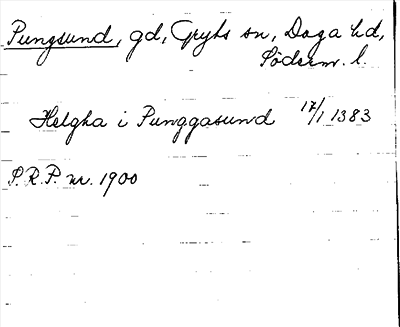 Pungsund, gd, Gryts sn, Daga hd,
Söderm. l.
Helgha i Punggasund 17/1 1383
P.R.P. nr. 1900